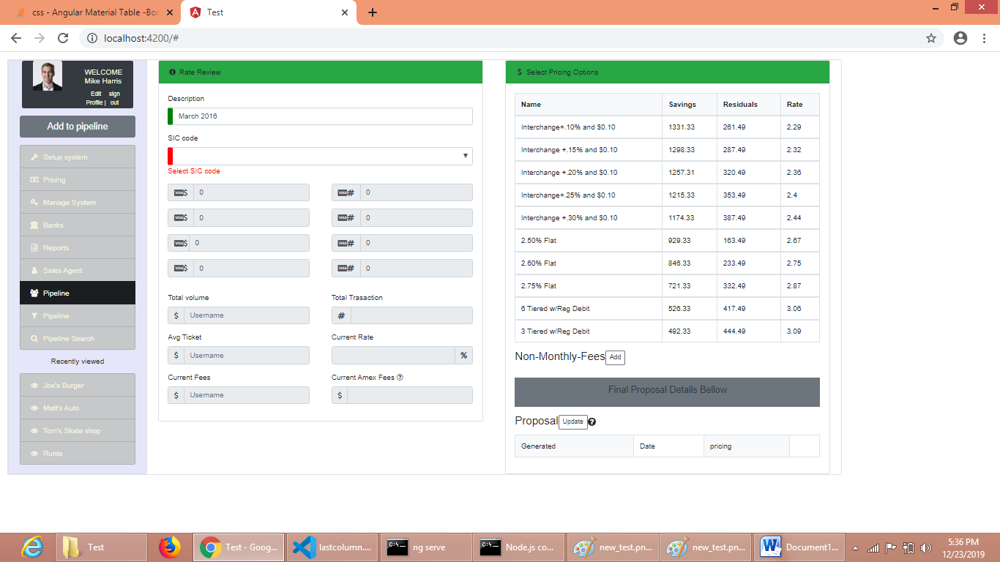 css - Angular Material Table -Bor
Test
localhost:4200/#
WELCOME
Mike Harris
Edit sign
Profile | out
Add to pipeline
Setup system
Pricing
Manage System
Banks
Reports
Sales Agent
Pipeline
Pipeline
Pipeline Search
Recently viewed
Joe's Burger
Matt's Auto
Tom's Skate shop
Runte
Rate Review
Description
March 2016
SIC code
Select SIC code
VISA $ 0 VISA # 0
VISA $ 0 VISA # 0
VISA $ 0 VISA # 0
VISA $ 0 VISA # 0
Total volume Total Trasaction
$ Username #
Avg Ticket Current Rate
$ Username %
Current Fees Current Amex Fees ?
$ Username $
$ Select Pricing Options
Name Savings Residuals Rate
Interchange+.10% and $0.10 1331.33 261.49 2.29
Interchange +.15% and $0.10 1298.33 287.49 2.32
Interchange +.20% and $0.10 1257.31 320.49 2.36
Interchange+.25% and $0.10 1215.33 353.49 2.4
Interchange +.30% and $0.10 1174.33 387.49 2.44
2.50% Flat 929.33 163.49 2.67
2.60% Flat 846.33 233.49 2.75
2.75% Flat 721.33 332.49 2.87
6 Tiered w/Reg Debit 526.33 417.49 3.06
3 Tiered w/Reg Debit 492.33 444.49 3.09
Non-Monthly-Fees Add
Final Proposal Details Bellow
Proposal Update ?
Generated Date pricing
Test
Test - Goog...
lastcolumn....
C:\-
ng serve
C:\-
Node.js co...
new_test.pn...
new_test.pn...
Document1...
5:36 PM
12/23/2019